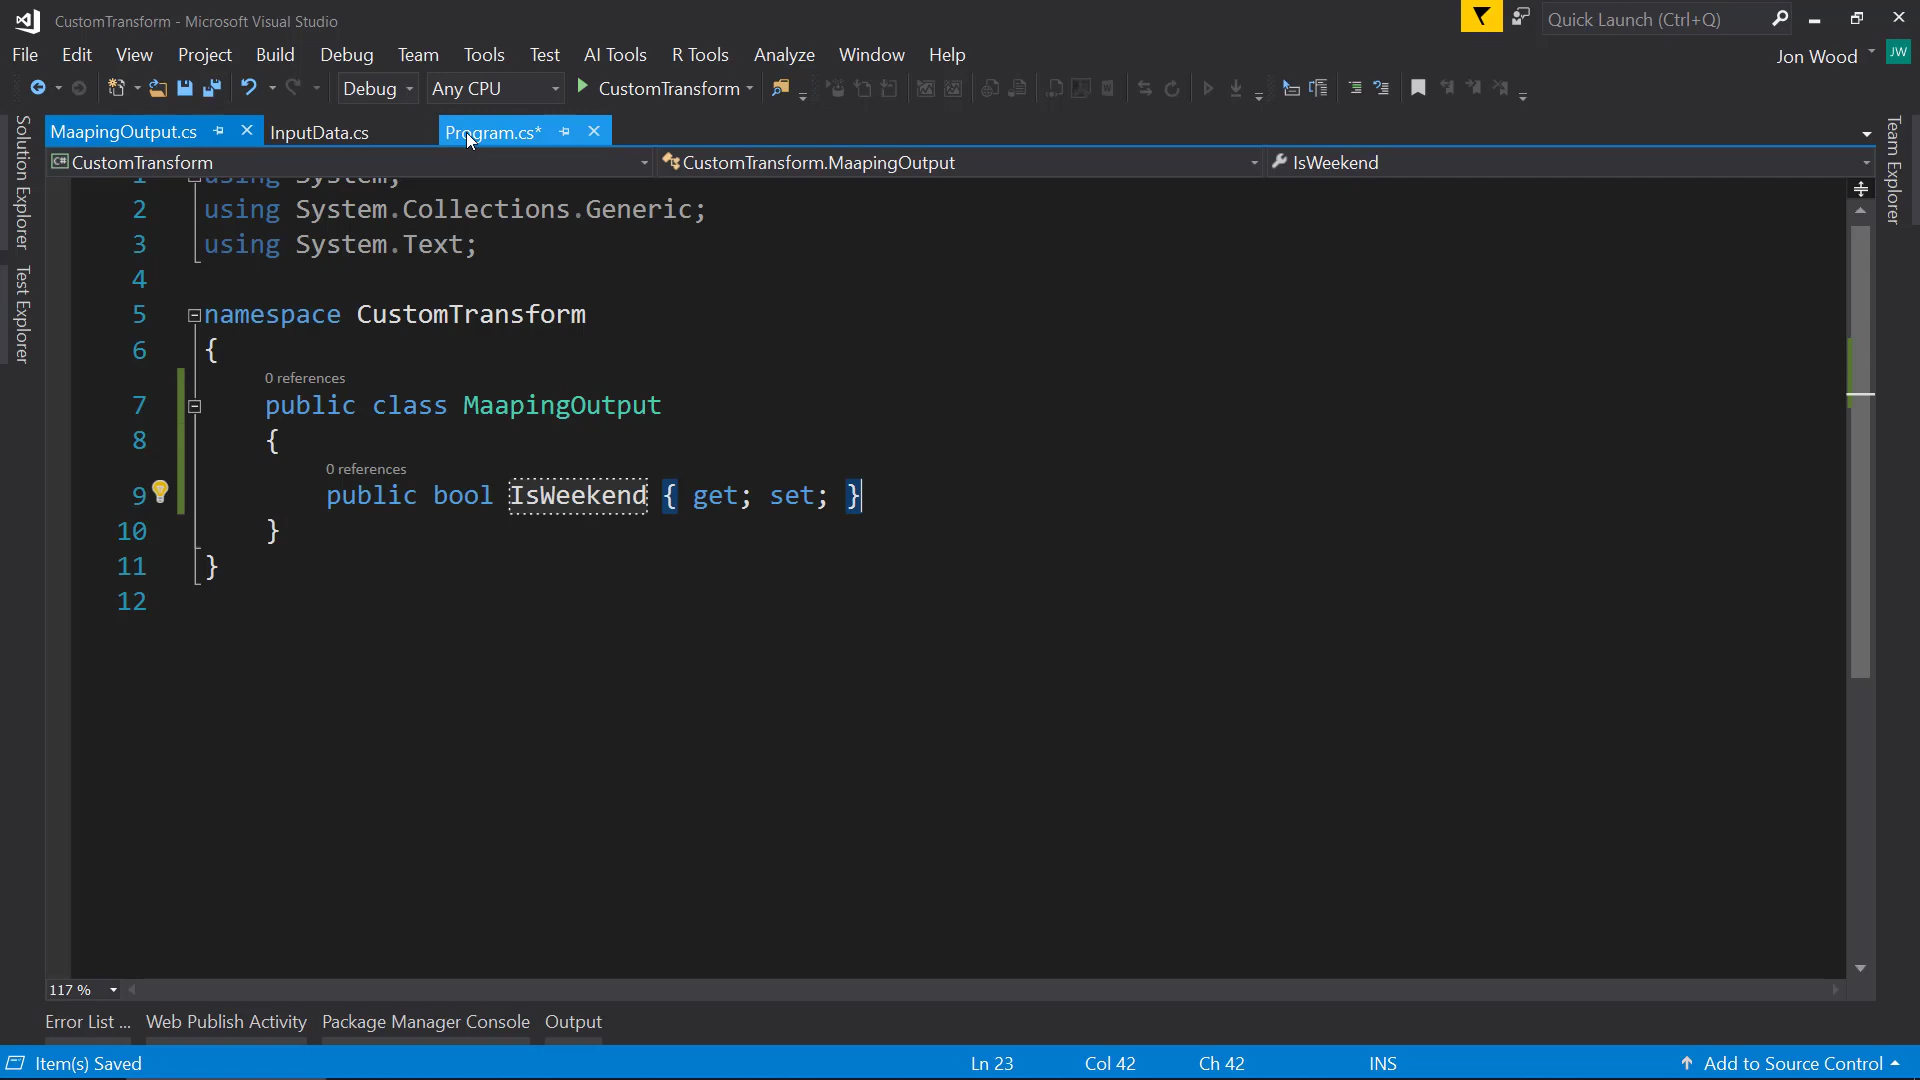 CustomTransform - Microsoft Visual Studio
Quick Launch (Ctrl+Q)
File Edit View Project Build Debug Team Tools Test AI Tools R Tools Analyze Window Help
Jon Wood JW
Debug Any CPU CustomTransform
Solution Explorer
Test Explorer
Team Explorer
MaapingOutput.cs InputData.cs Program.cs*
CustomTransform CustomTransform.MaapingOutput IsWeekend
1 using System;
2 using System.Collections.Generic;
3 using System.Text;
4
5 namespace CustomTransform
6 {
0 references
7 public class MaapingOutput
8 {
0 references
9 public bool IsWeekend { get; set; }
10 }
11 }
12
117 %
Error List ... Web Publish Activity Package Manager Console Output
Item(s) Saved Ln 23 Col 42 Ch 42 INS Add to Source Control